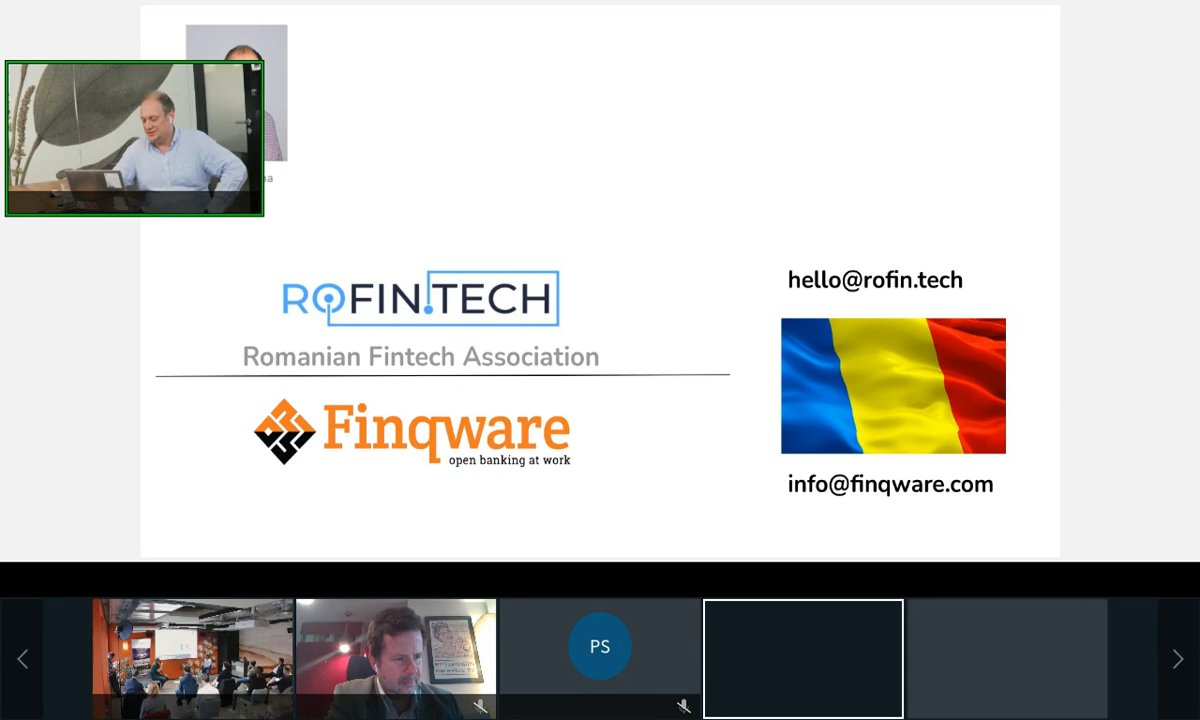 ROFIN.TECH
Romanian Fintech Association
Finqware
open banking at work
hello@rofin.tech
info@finqware.com
PS